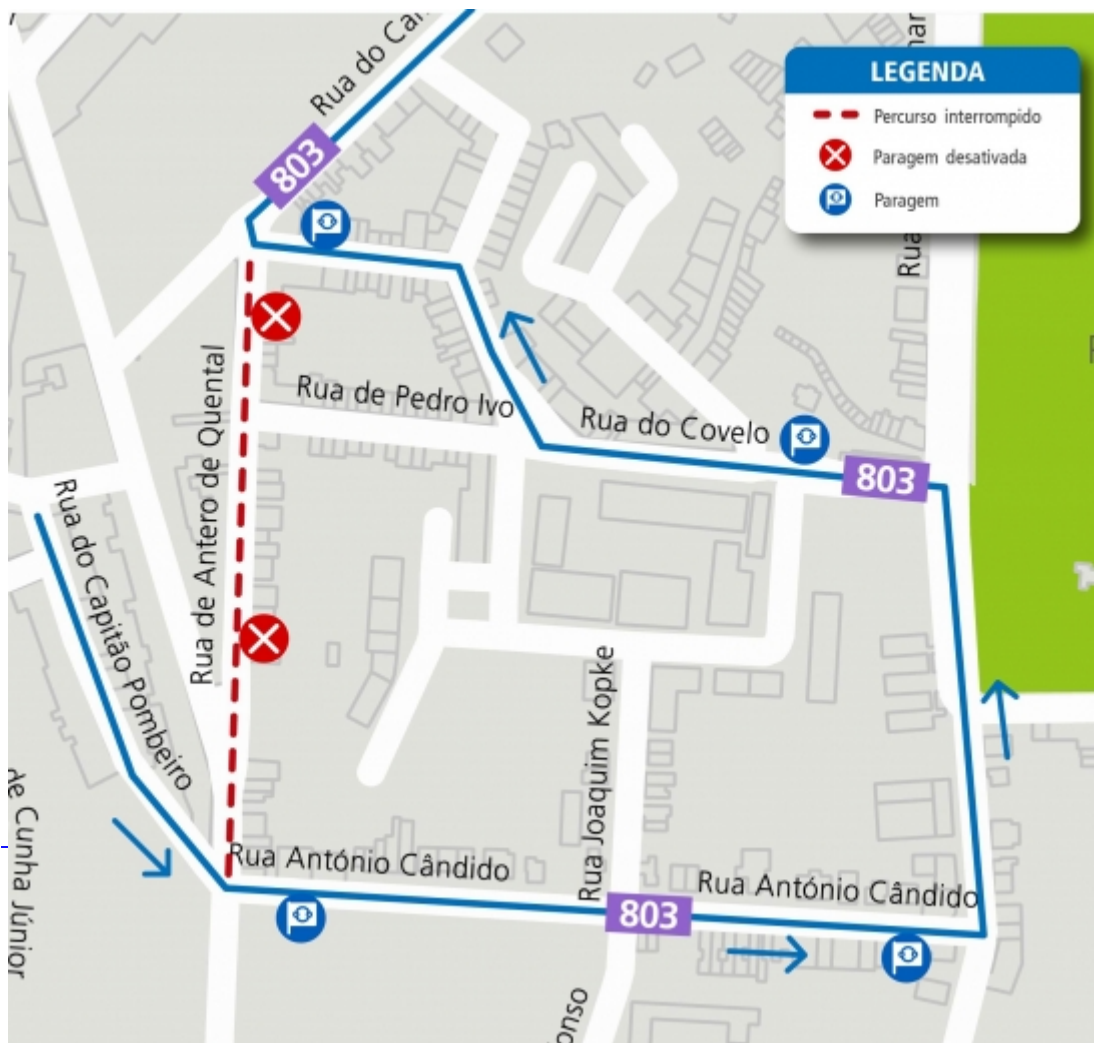 Rua do Car
LEGENDA
Percurso interrompido
Paragem desativada
Paragem
803
Rua
Rua de Pedro Ivo
Rua do Covelo
803
Rua de Antero de Quental
Rua do Capitão Pombeiro
Rua Joaquim Kopke
de Cunha Júnior
Rua António Cândido
Rua António Cândido
803
onso